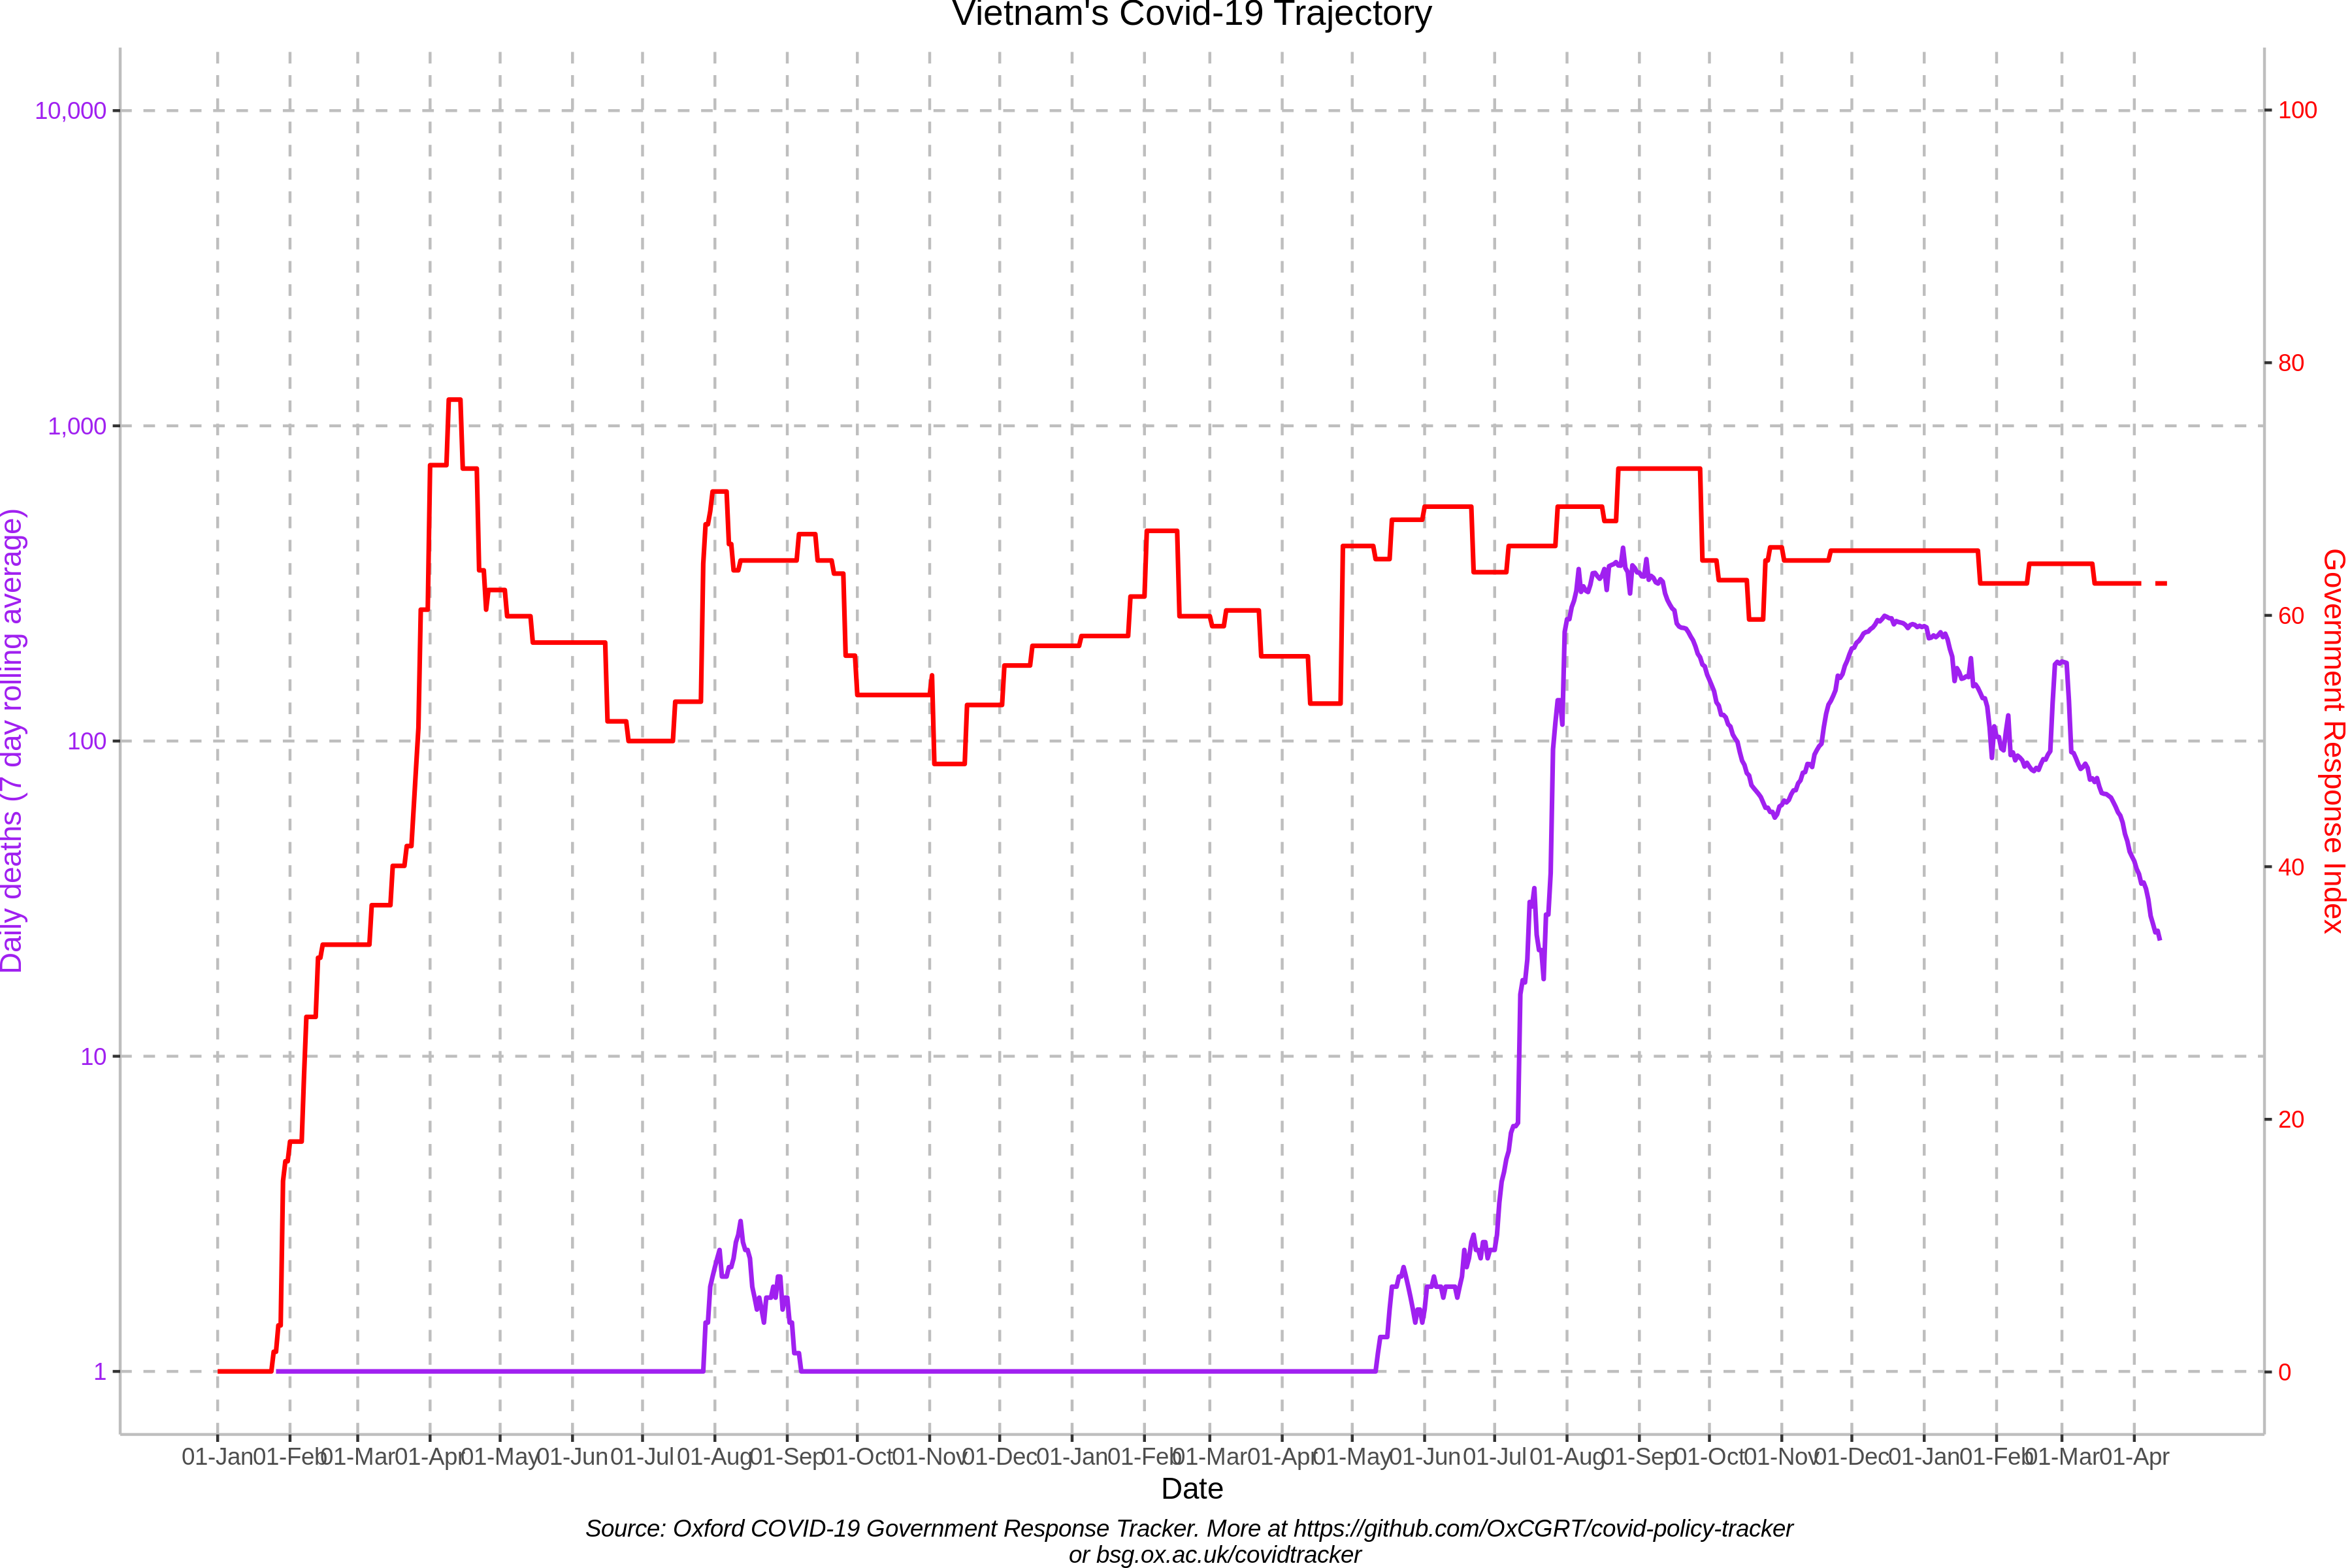 Vietnam's Covid-19 Trajectory
10,000
1,000
100
10
1
Daily deaths (7 day rolling average)
100
80
60
40
20
0
Government Response Index
01-Jan 01-Feb 01-Mar 01-Apr 01-May 01-Jun 01-Jul 01-Aug 01-Sep 01-Oct 01-Nov 01-Dec 01-Jan 01-Feb 01-Mar 01-Apr 01-May 01-Jun 01-Jul 01-Aug 01-Sep 01-Oct 01-Nov 01-Dec 01-Jan 01-Feb 01-Mar 01-Apr
Date
Source: Oxford COVID-19 Government Response Tracker. More at https://github.com/OxCGRT/covid-policy-tracker
or bsg.ox.ac.uk/covidtracker